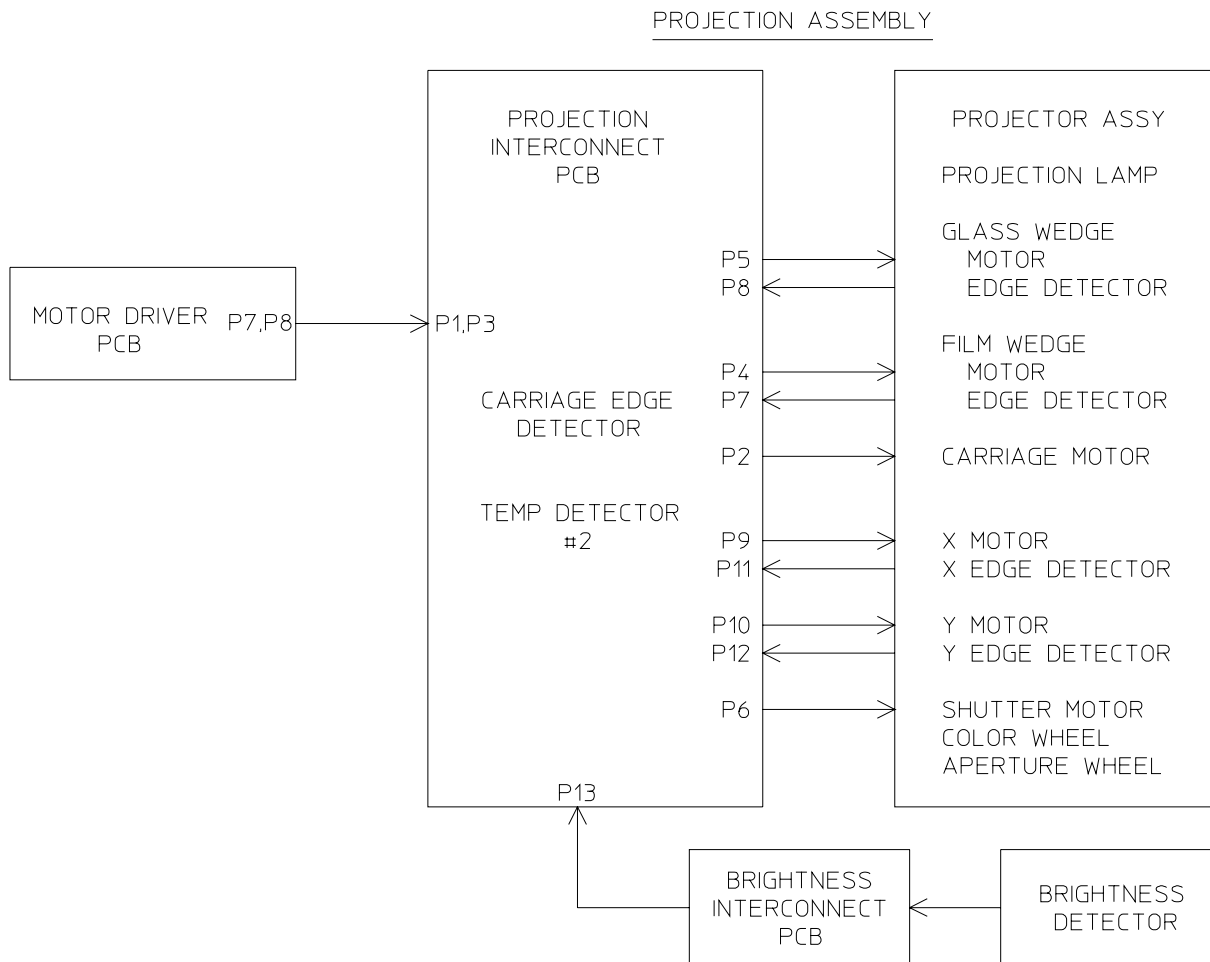 PROJECTION ASSEMBLY
PROJECTION
INTERCONNECT
PCB
PROJECTOR ASSY
PROJECTION LAMP
GLASS WEDGE
P5
MOTOR
P8
EDGE DETECTOR
MOTOR DRIVER
PCB
P7,P8
P1,P3
FILM WEDGE
P4
MOTOR
P7
EDGE DETECTOR
CARRIAGE EDGE
DETECTOR
P2
CARRIAGE MOTOR
TEMP DETECTOR
#2
P9
X MOTOR
P11
X EDGE DETECTOR
P10
Y MOTOR
P12
Y EDGE DETECTOR
P6
SHUTTER MOTOR
COLOR WHEEL
APERTURE WHEEL
P13
BRIGHTNESS
INTERCONNECT
PCB
BRIGHTNESS
DETECTOR